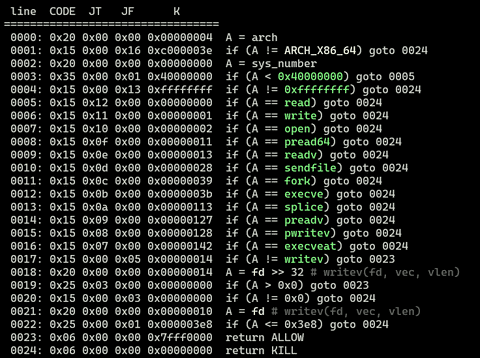 line  CODE  JT   JF      K
=================================
0000: 0x20 0x00 0x00 0x00000004  A = arch
0001: 0x15 0x00 0x16 0xc000003e  if (A != ARCH_X86_64) goto 0024
0002: 0x20 0x00 0x00 0x00000000  A = sys_number
0003: 0x35 0x00 0x01 0x40000000  if (A < 0x40000000) goto 0005
0004: 0x15 0x00 0x13 0xffffffff  if (A != 0xffffffff) goto 0024
0005: 0x15 0x12 0x00 0x00000000  if (A == read) goto 0024
0006: 0x15 0x11 0x00 0x00000001  if (A == write) goto 0024
0007: 0x15 0x10 0x00 0x00000002  if (A == open) goto 0024
0008: 0x15 0x0f 0x00 0x00000011  if (A == pread64) goto 0024
0009: 0x15 0x0e 0x00 0x00000013  if (A == readv) goto 0024
0010: 0x15 0x0d 0x00 0x00000028  if (A == sendfile) goto 0024
0011: 0x15 0x0c 0x00 0x00000039  if (A == fork) goto 0024
0012: 0x15 0x0b 0x00 0x0000003b  if (A == execve) goto 0024
0013: 0x15 0x0a 0x00 0x00000113  if (A == splice) goto 0024
0014: 0x15 0x09 0x00 0x00000127  if (A == preadv) goto 0024
0015: 0x15 0x08 0x00 0x00000128  if (A == pwritev) goto 0024
0016: 0x15 0x07 0x00 0x00000142  if (A == execveat) goto 0024
0017: 0x15 0x00 0x05 0x00000014  if (A != writev) goto 0023
0018: 0x20 0x00 0x00 0x00000014  A = fd >> 32 # writev(fd, vec, vlen)
0019: 0x25 0x03 0x00 0x00000000  if (A > 0x0) goto 0023
0020: 0x15 0x00 0x03 0x00000000  if (A != 0x0) goto 0024
0021: 0x20 0x00 0x00 0x00000010  A = fd # writev(fd, vec, vlen)
0022: 0x25 0x00 0x01 0x000003e8  if (A <= 0x3e8) goto 0024
0023: 0x06 0x00 0x00 0x7fff0000  return ALLOW
0024: 0x06 0x00 0x00 0x00000000  return KILL